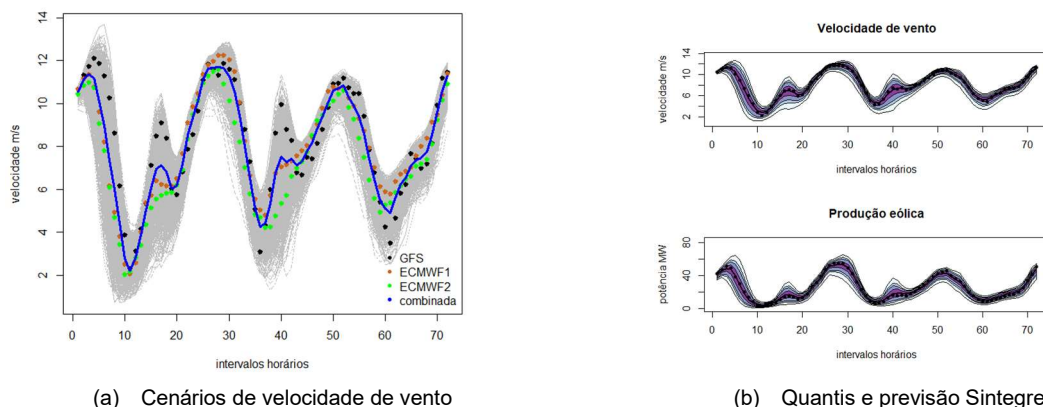 velocidade m/s
14
12
10
8
6
4
2
GFS
ECMWF1
ECMWF2
combinada
0 10 20 30 40 50 60 70
intervalos horários
(a) Cenários de velocidade de vento
Velocidade de vento
velocidade m/s
14
10
6
2
0 10 20 30 40 50 60 70
intervalos horários
Produção eólica
potência MW
80
40
0
0 10 20 30 40 50 60 70
intervalos horários
(b) Quantis e previsão Sintegre